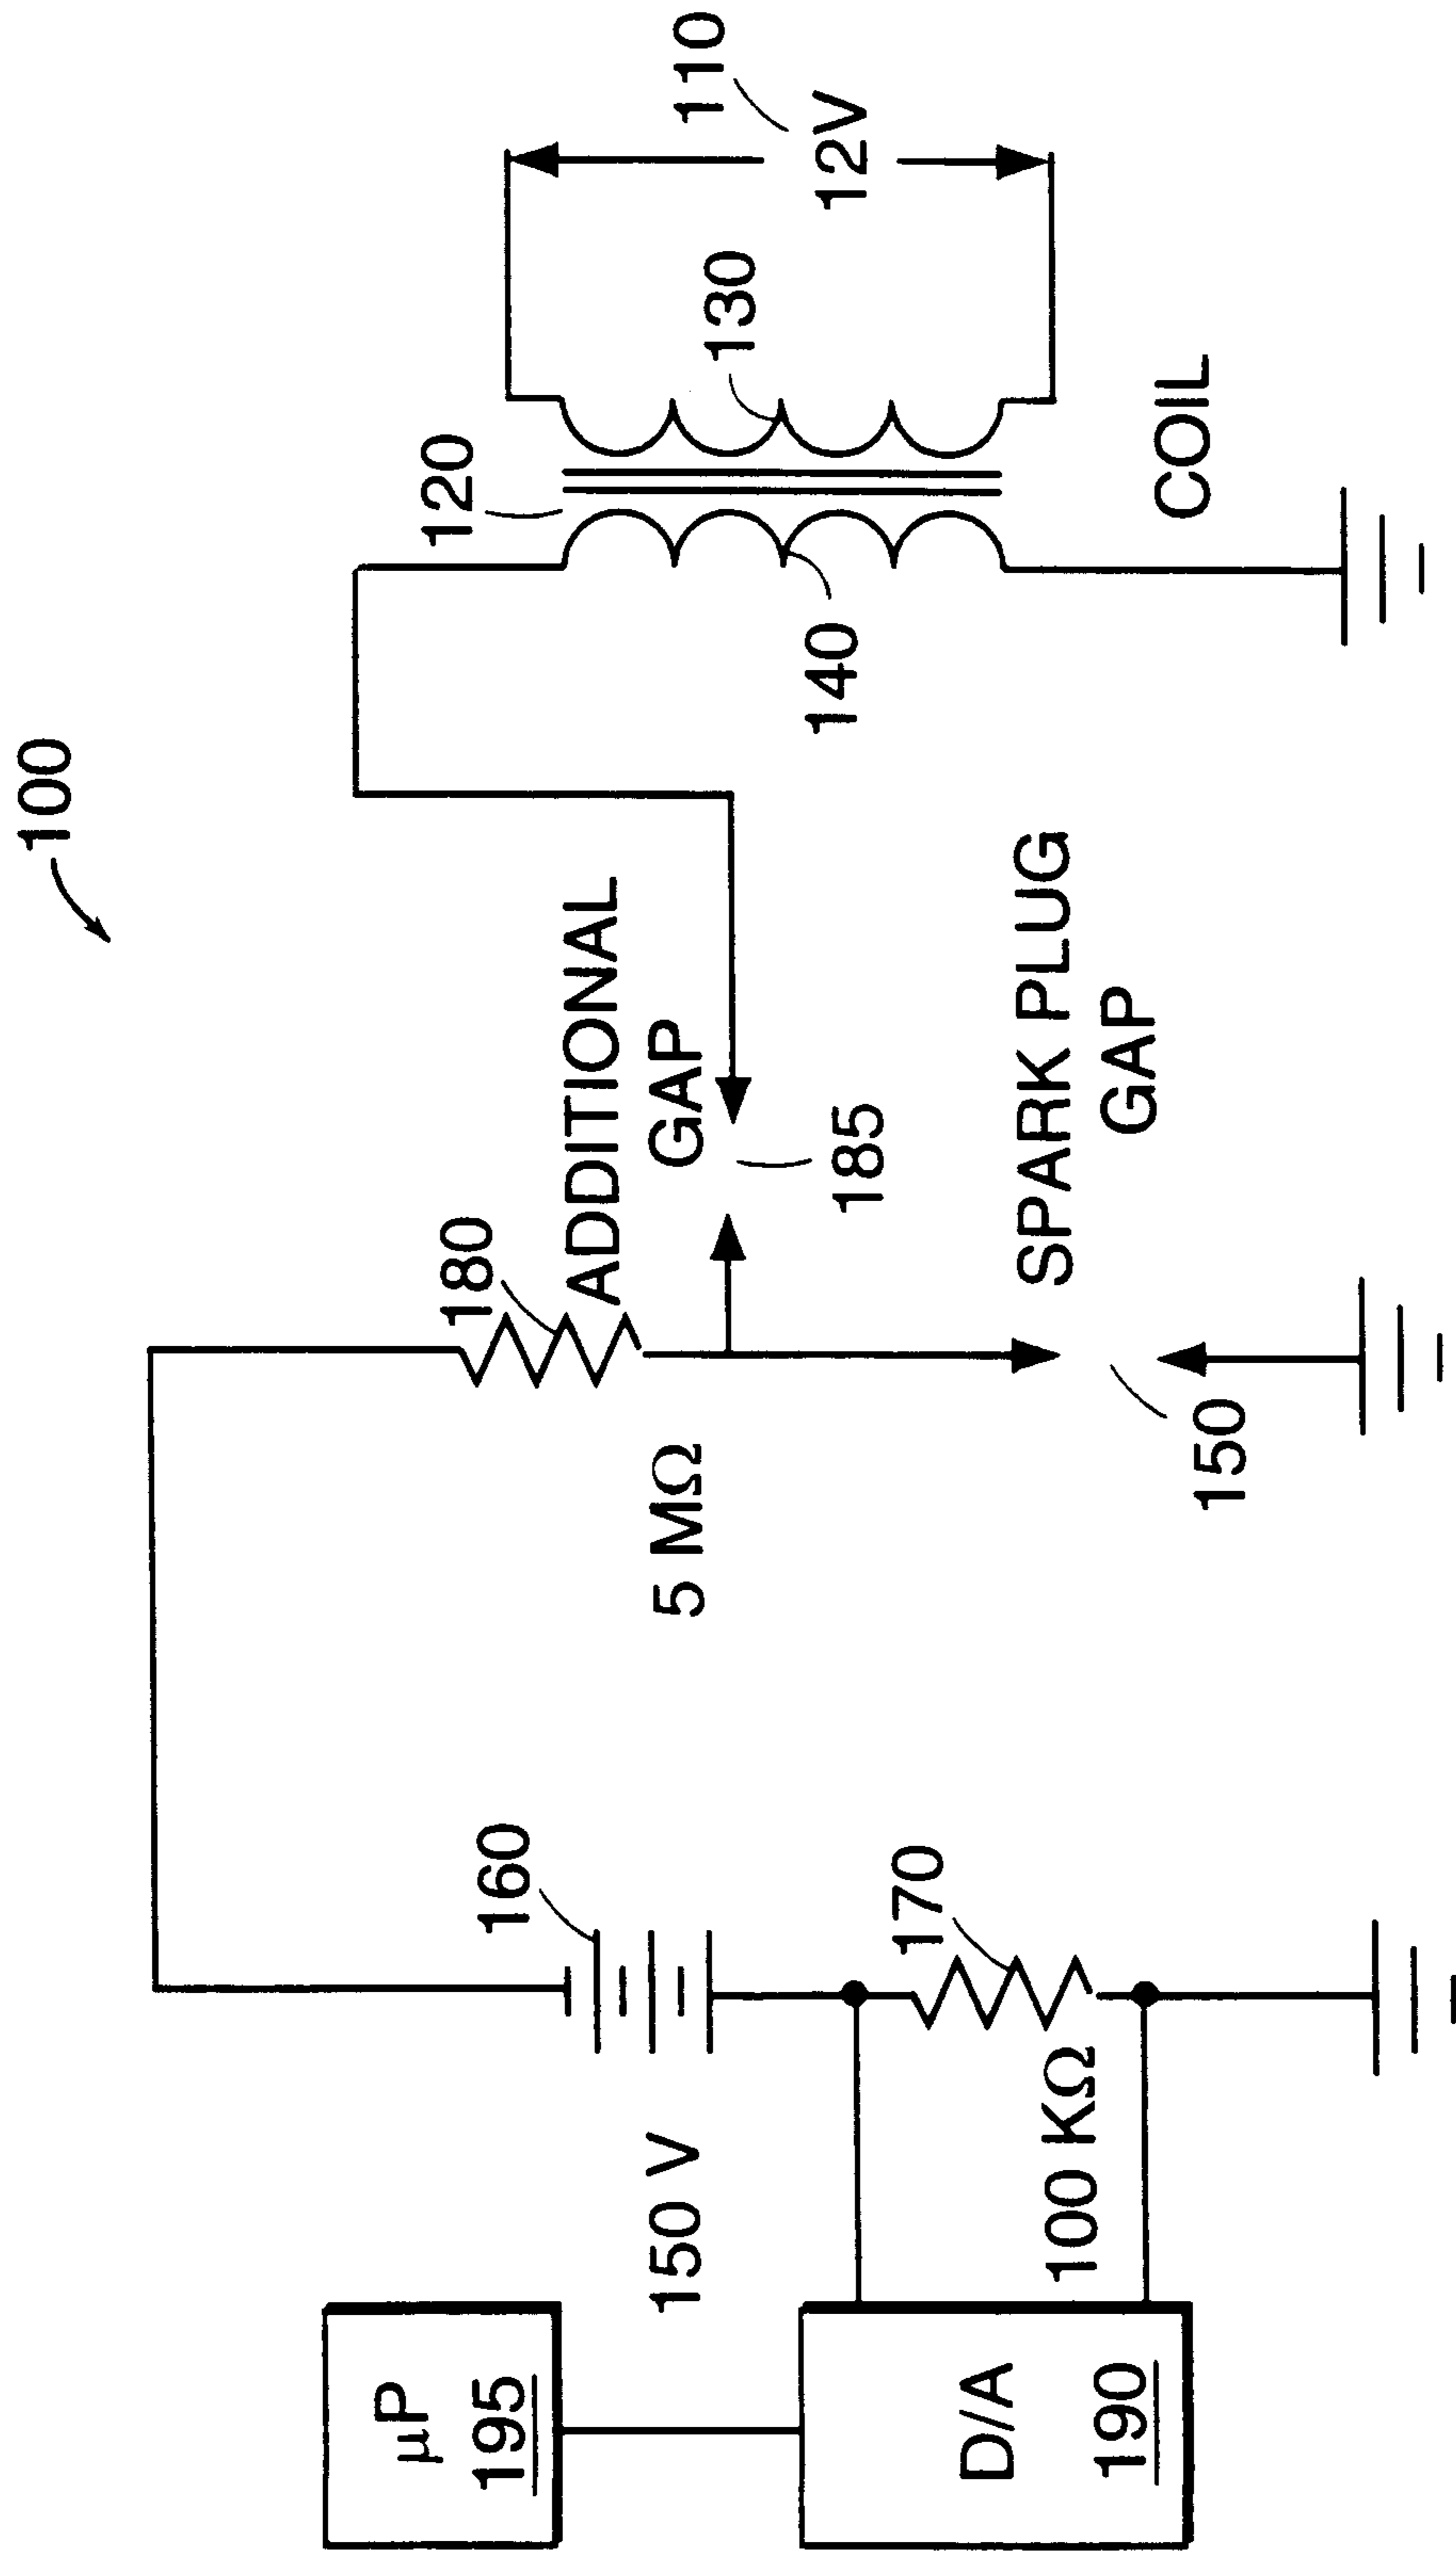 100
μP
195
D/A
190
150 V
160
100 KΩ
170
5 MΩ
180
ADDITIONAL
GAP
185
SPARK PLUG
GAP
150
120
140
130
COIL
110
12V